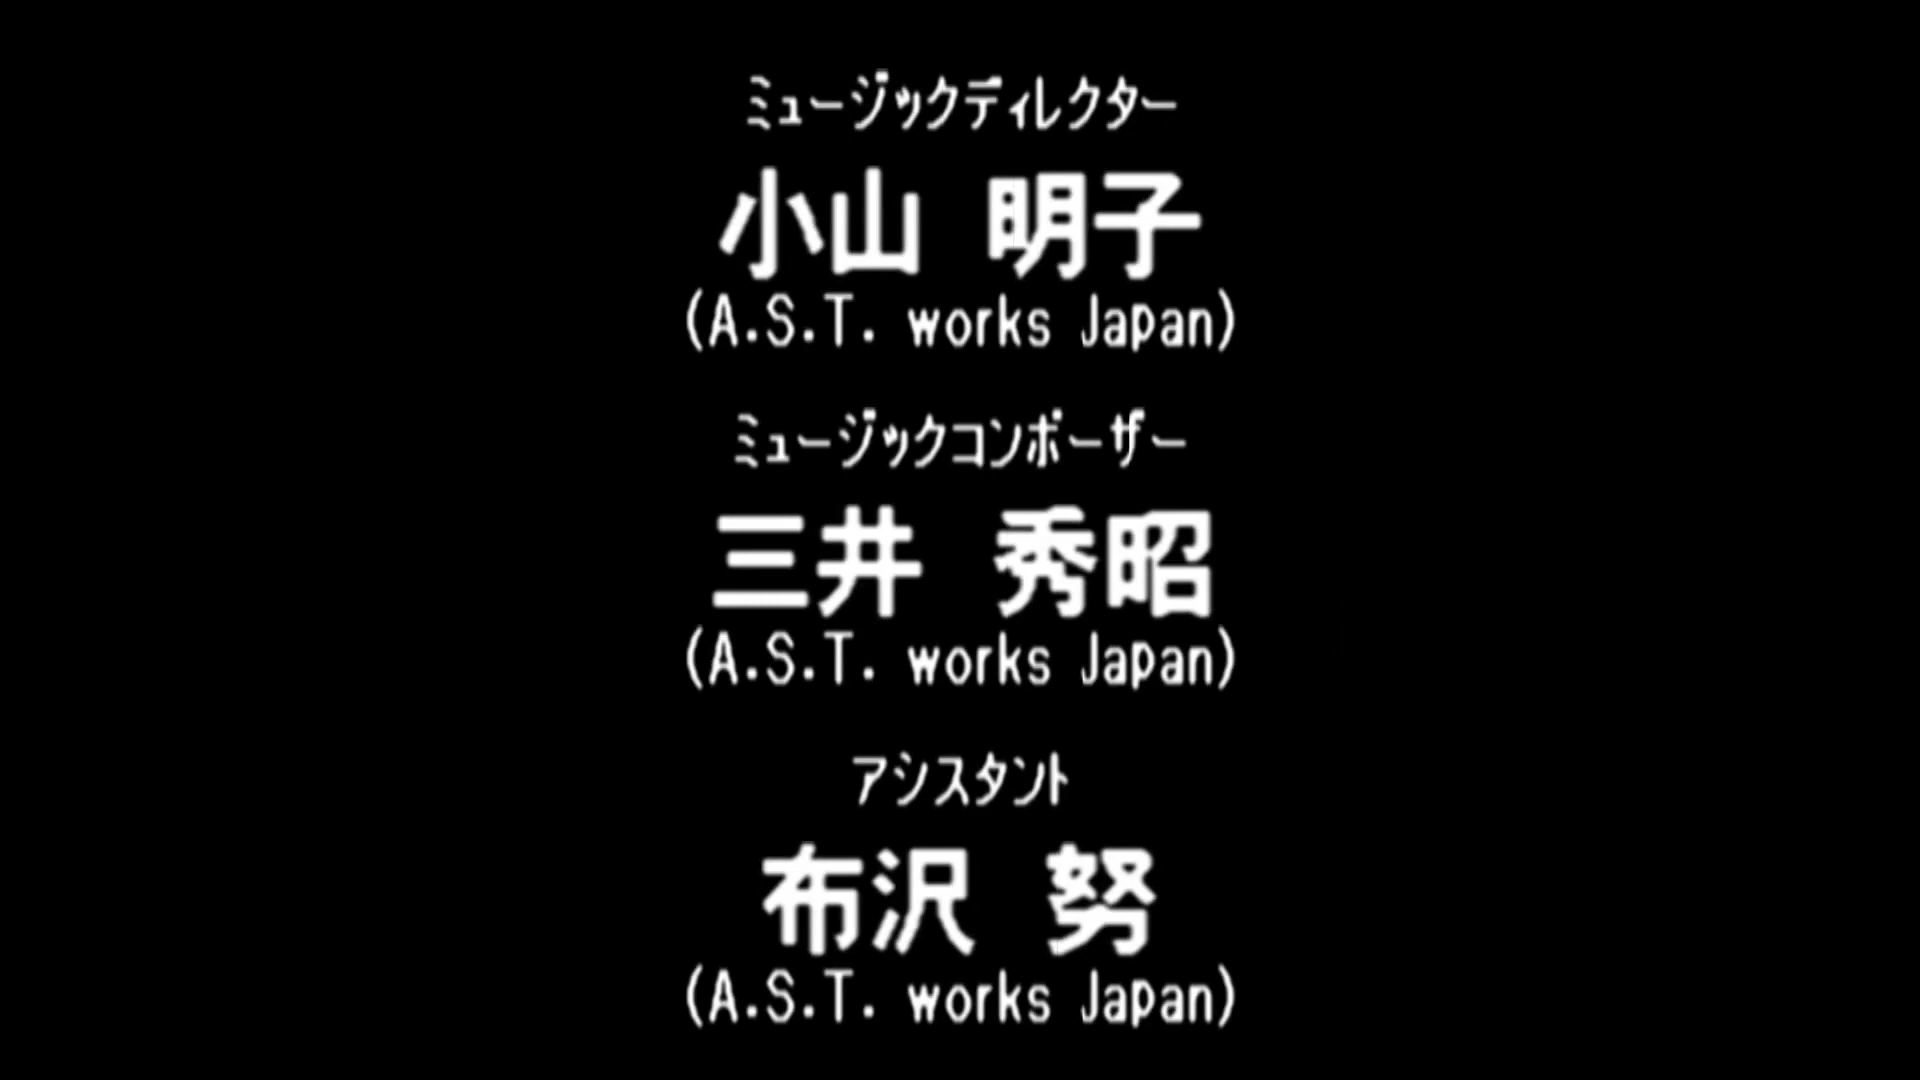 ミュージックディレクター
小山 明子
(A.S.T. works Japan)
ミュージックコンポーザー
三井 秀昭
(A.S.T. works Japan)
アシスタント
布沢 努
(A.S.T. works Japan)